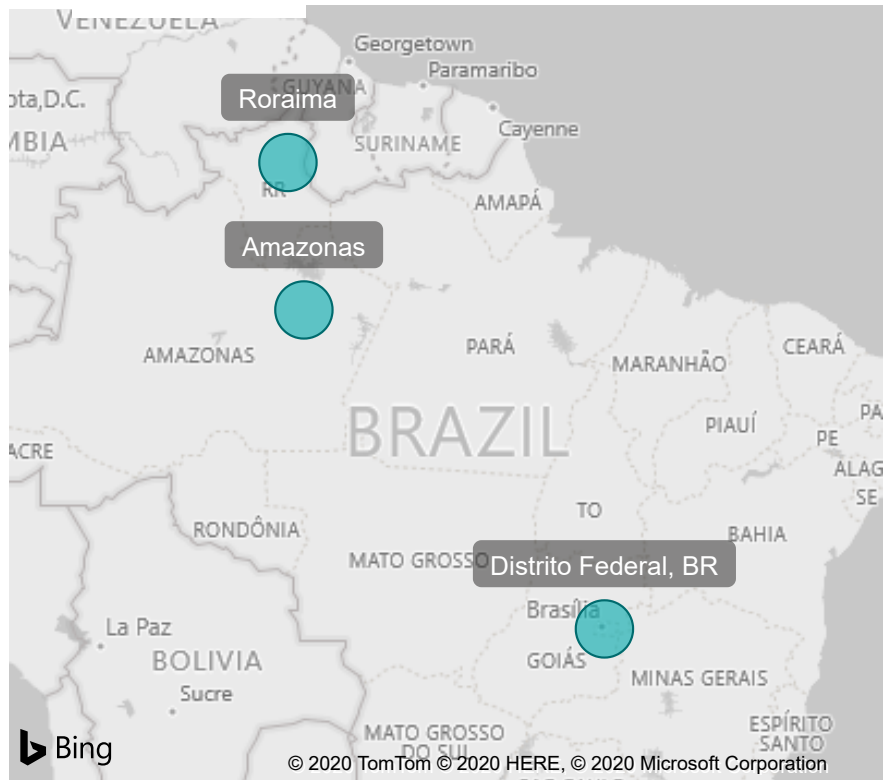 VENEZUELA
Georgetown
Paramaribo
ota,D.C.
GUYANA
Roraima
Cayenne
MBIA
SURINAME
RR
AMAPÁ
Amazonas
AMAZONAS
PARÁ
MARANHÃO
CEARÁ
BRAZIL
PIAUÍ
PA
PE
ACRE
ALAG
SE
TO
RONDÔNIA
BAHIA
MATO GROSSO
Distrito Federal, BR
Brasília
La Paz
BOLIVIA
GOIÁS
MINAS GERAIS
Sucre
MATO GROSSO
DO SUL
ESPÍRITO
SANTO
Bing
© 2020 TomTom © 2020 HERE, © 2020 Microsoft Corporation